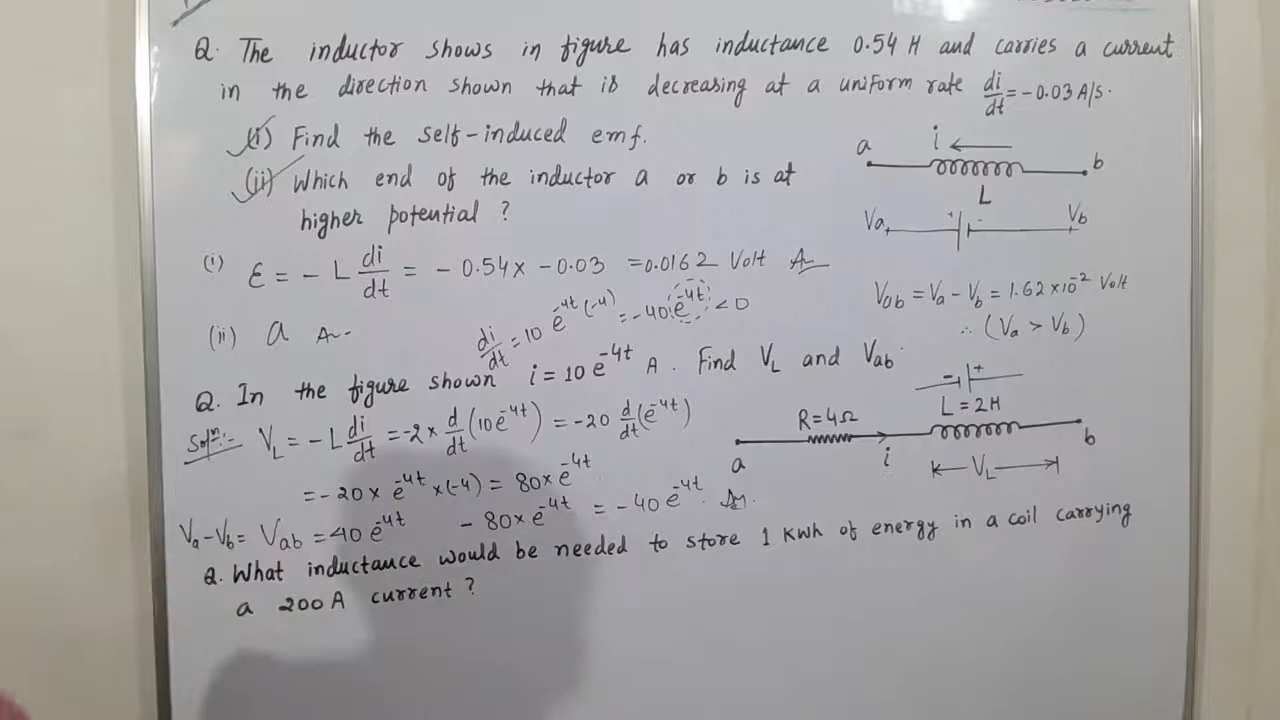 Q. The inductor shows in figure has inductance 0.54 H and carries a current
in the direction shown that is decreasing at a uniform rate di/dt = -0.03 A/s.
(i) Find the self-induced emf.
(ii) Which end of the inductor a or b is at
higher potential ?
a i ← b
L
Va + - Vb
(i) Ɛ = - L di/dt = - 0.54 x - 0.03 = 0.0162 Volt Ans
Vab = Va - Vb = 1.62 x 10⁻² Volt
∴ (Va > Vb)
(ii) a Ans.
di/dt = 10 e^-4t (-4) = -40 e^-4t < 0
Q. In the figure shown i = 10 e^-4t A. Find VL and Vab.
- +
R = 4Ω L = 2H
a i b
← VL →
Solⁿ:- VL = - L di/dt = -2 x d/dt (10 e^-4t) = -20 d/dt (e^-4t)
= -20 x e^-4t x (-4) = 80 x e^-4t
Va - Vb = Vab = 40 e^-4t - 80 x e^-4t = - 40 e^-4t. Ans.
Q. What inductance would be needed to store 1 kwh of energy in a coil carrying
a 200A current ?